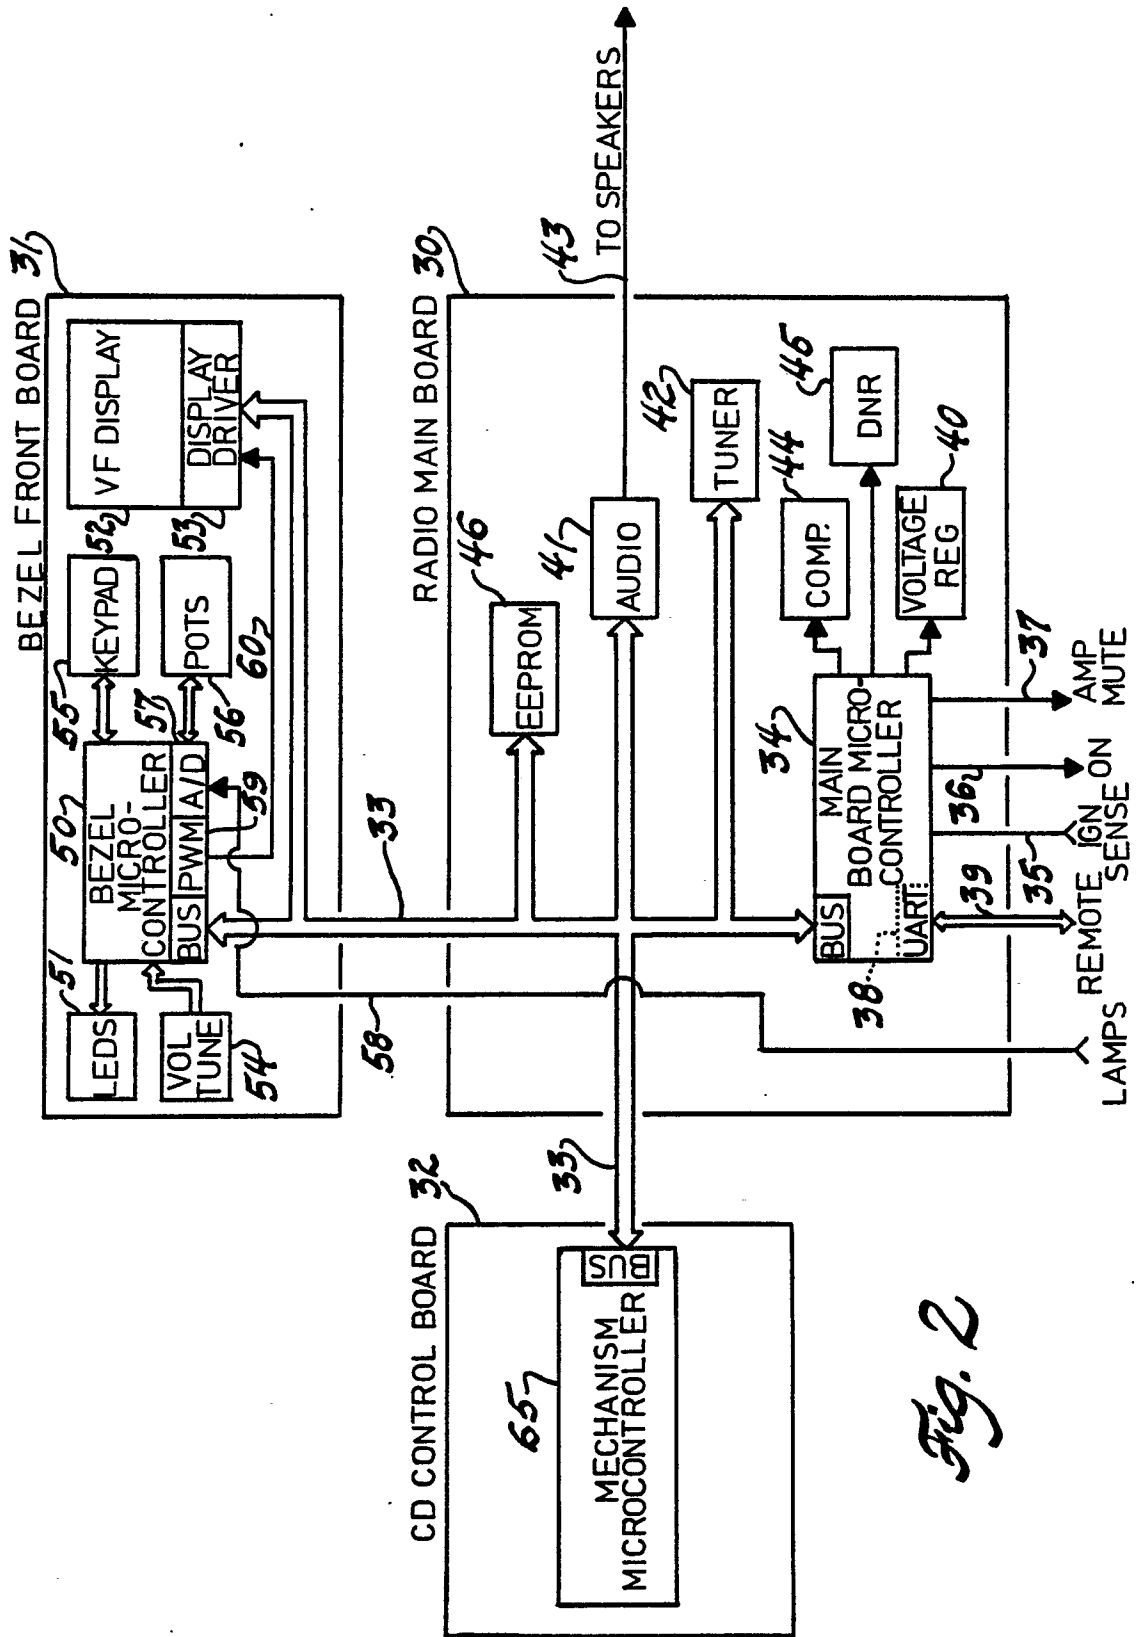 BEZEL FRONT BOARD 31
51
LEDS
50
BEZEL
MICRO-
CONTROLLER
BUS PWM A/D
VOL
TUNE
54
55
KEYPAD
57
POTS
56
59
60
52
VF DISPLAY
53
DISPLAY
DRIVER
58
33
RADIO MAIN BOARD 30
46
EEPROM
41
AUDIO
43
TO SPEAKERS
42
TUNER
34
MAIN
BOARD MICRO-
CONTROLLER
BUS
38
UART
44
COMP.
45
DNR
VOLTAGE
REG
40
39
35
36
37
LAMPS
REMOTE
IGN
SENSE
ON
AMP
MUTE
CD CONTROL BOARD 32
33
65
MECHANISM
MICROCONTROLLER
BUS
Fig. 2